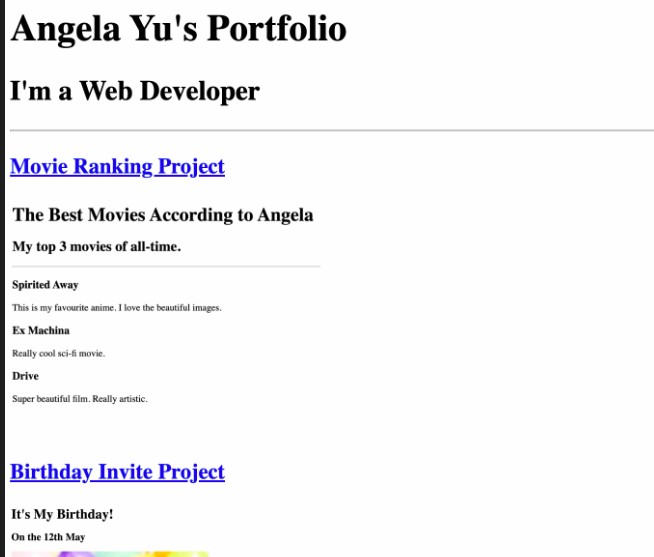 Angela Yu's Portfolio
I'm a Web Developer
Movie Ranking Project
The Best Movies According to Angela
My top 3 movies of all-time.
Spirited Away
This is my favourite anime. I love the beautiful images.
Ex Machina
Really cool sci-fi movie.
Drive
Super beautiful film. Really artistic.
Birthday Invite Project
It's My Birthday!
On the 12th May